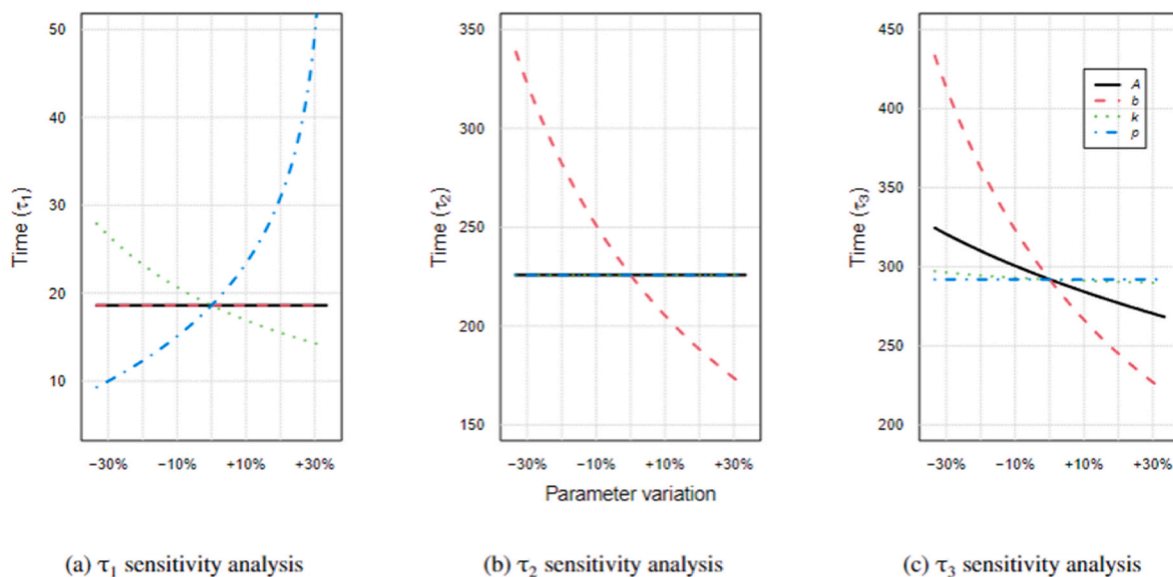 Time (τ1)
50
40
30
20
10
−30%
−10%
+10%
+30%
(a) τ1 sensitivity analysis
Time (τ2)
350
300
250
200
150
−30%
−10%
+10%
+30%
Parameter variation
(b) τ2 sensitivity analysis
Time (τ3)
450
400
350
300
250
200
A
b
k
p
−30%
−10%
+10%
+30%
(c) τ3 sensitivity analysis